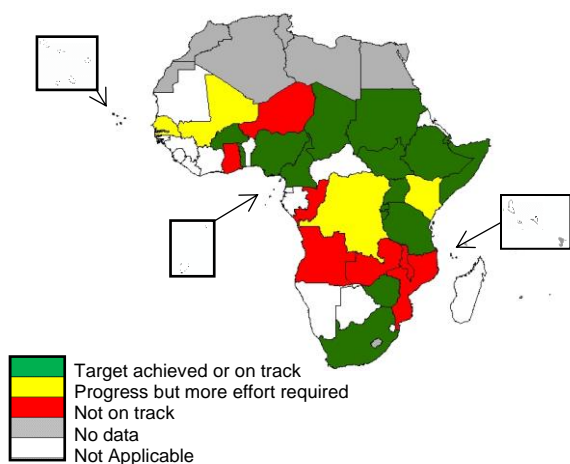 Target achieved or on track
Progress but more effort required
Not on track
No data
Not Applicable